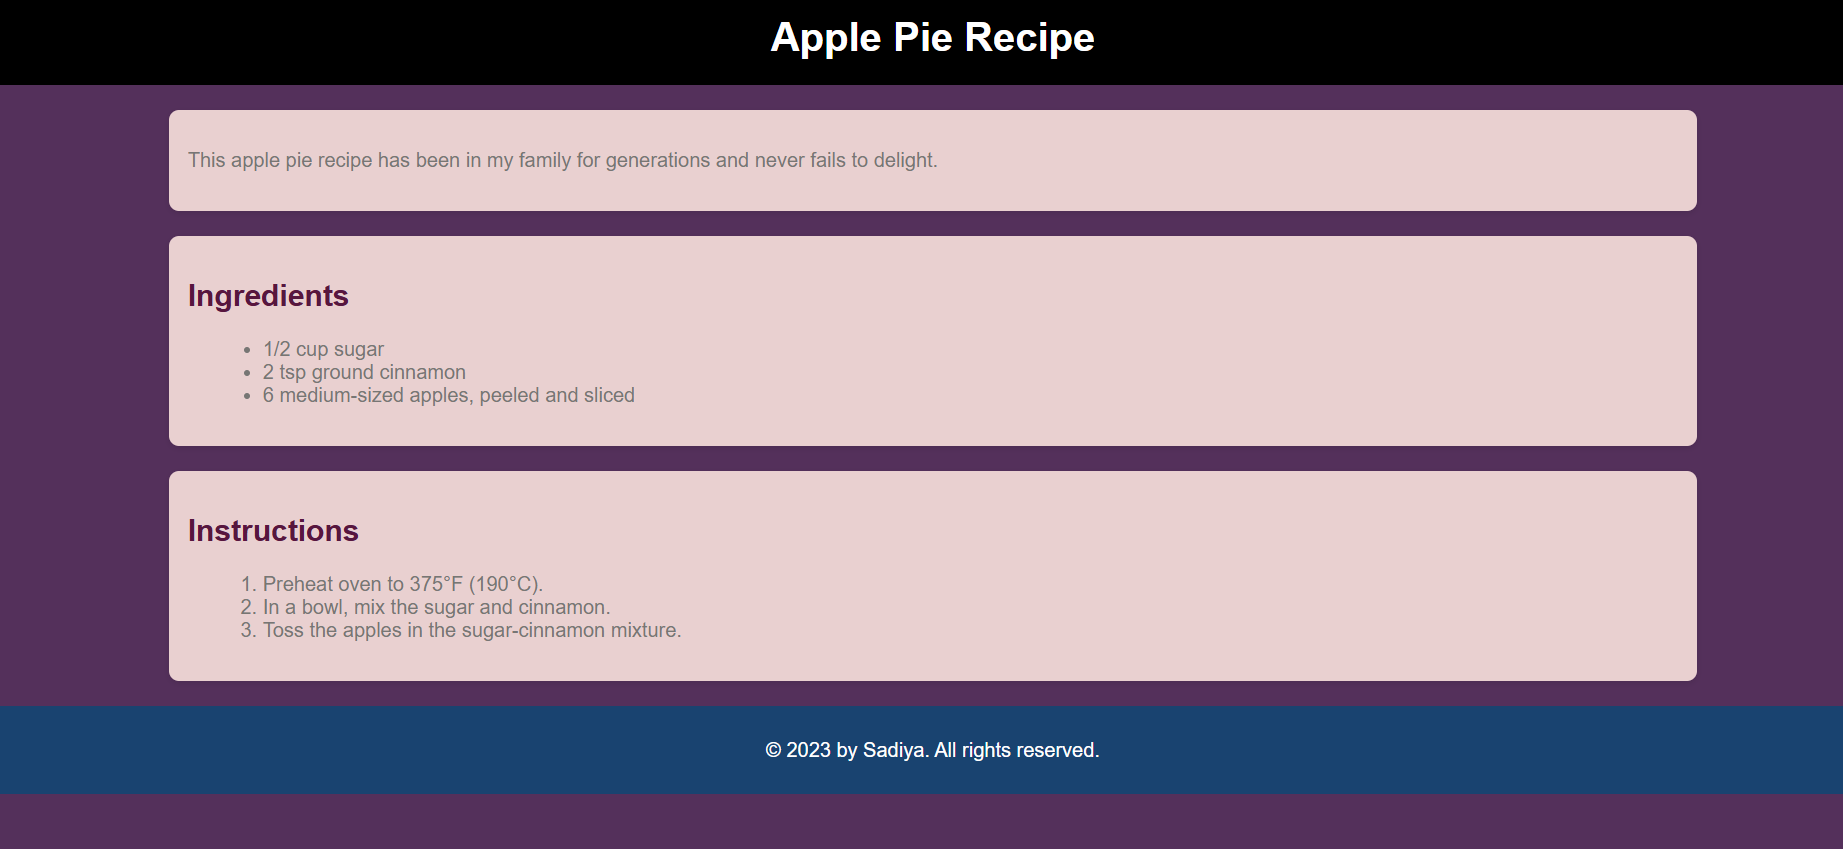 Apple Pie Recipe
This apple pie recipe has been in my family for generations and never fails to delight.
Ingredients
• 1/2 cup sugar
• 2 tsp ground cinnamon
• 6 medium-sized apples, peeled and sliced
Instructions
1. Preheat oven to 375°F (190°C).
2. In a bowl, mix the sugar and cinnamon.
3. Toss the apples in the sugar-cinnamon mixture.
© 2023 by Sadiya. All rights reserved.